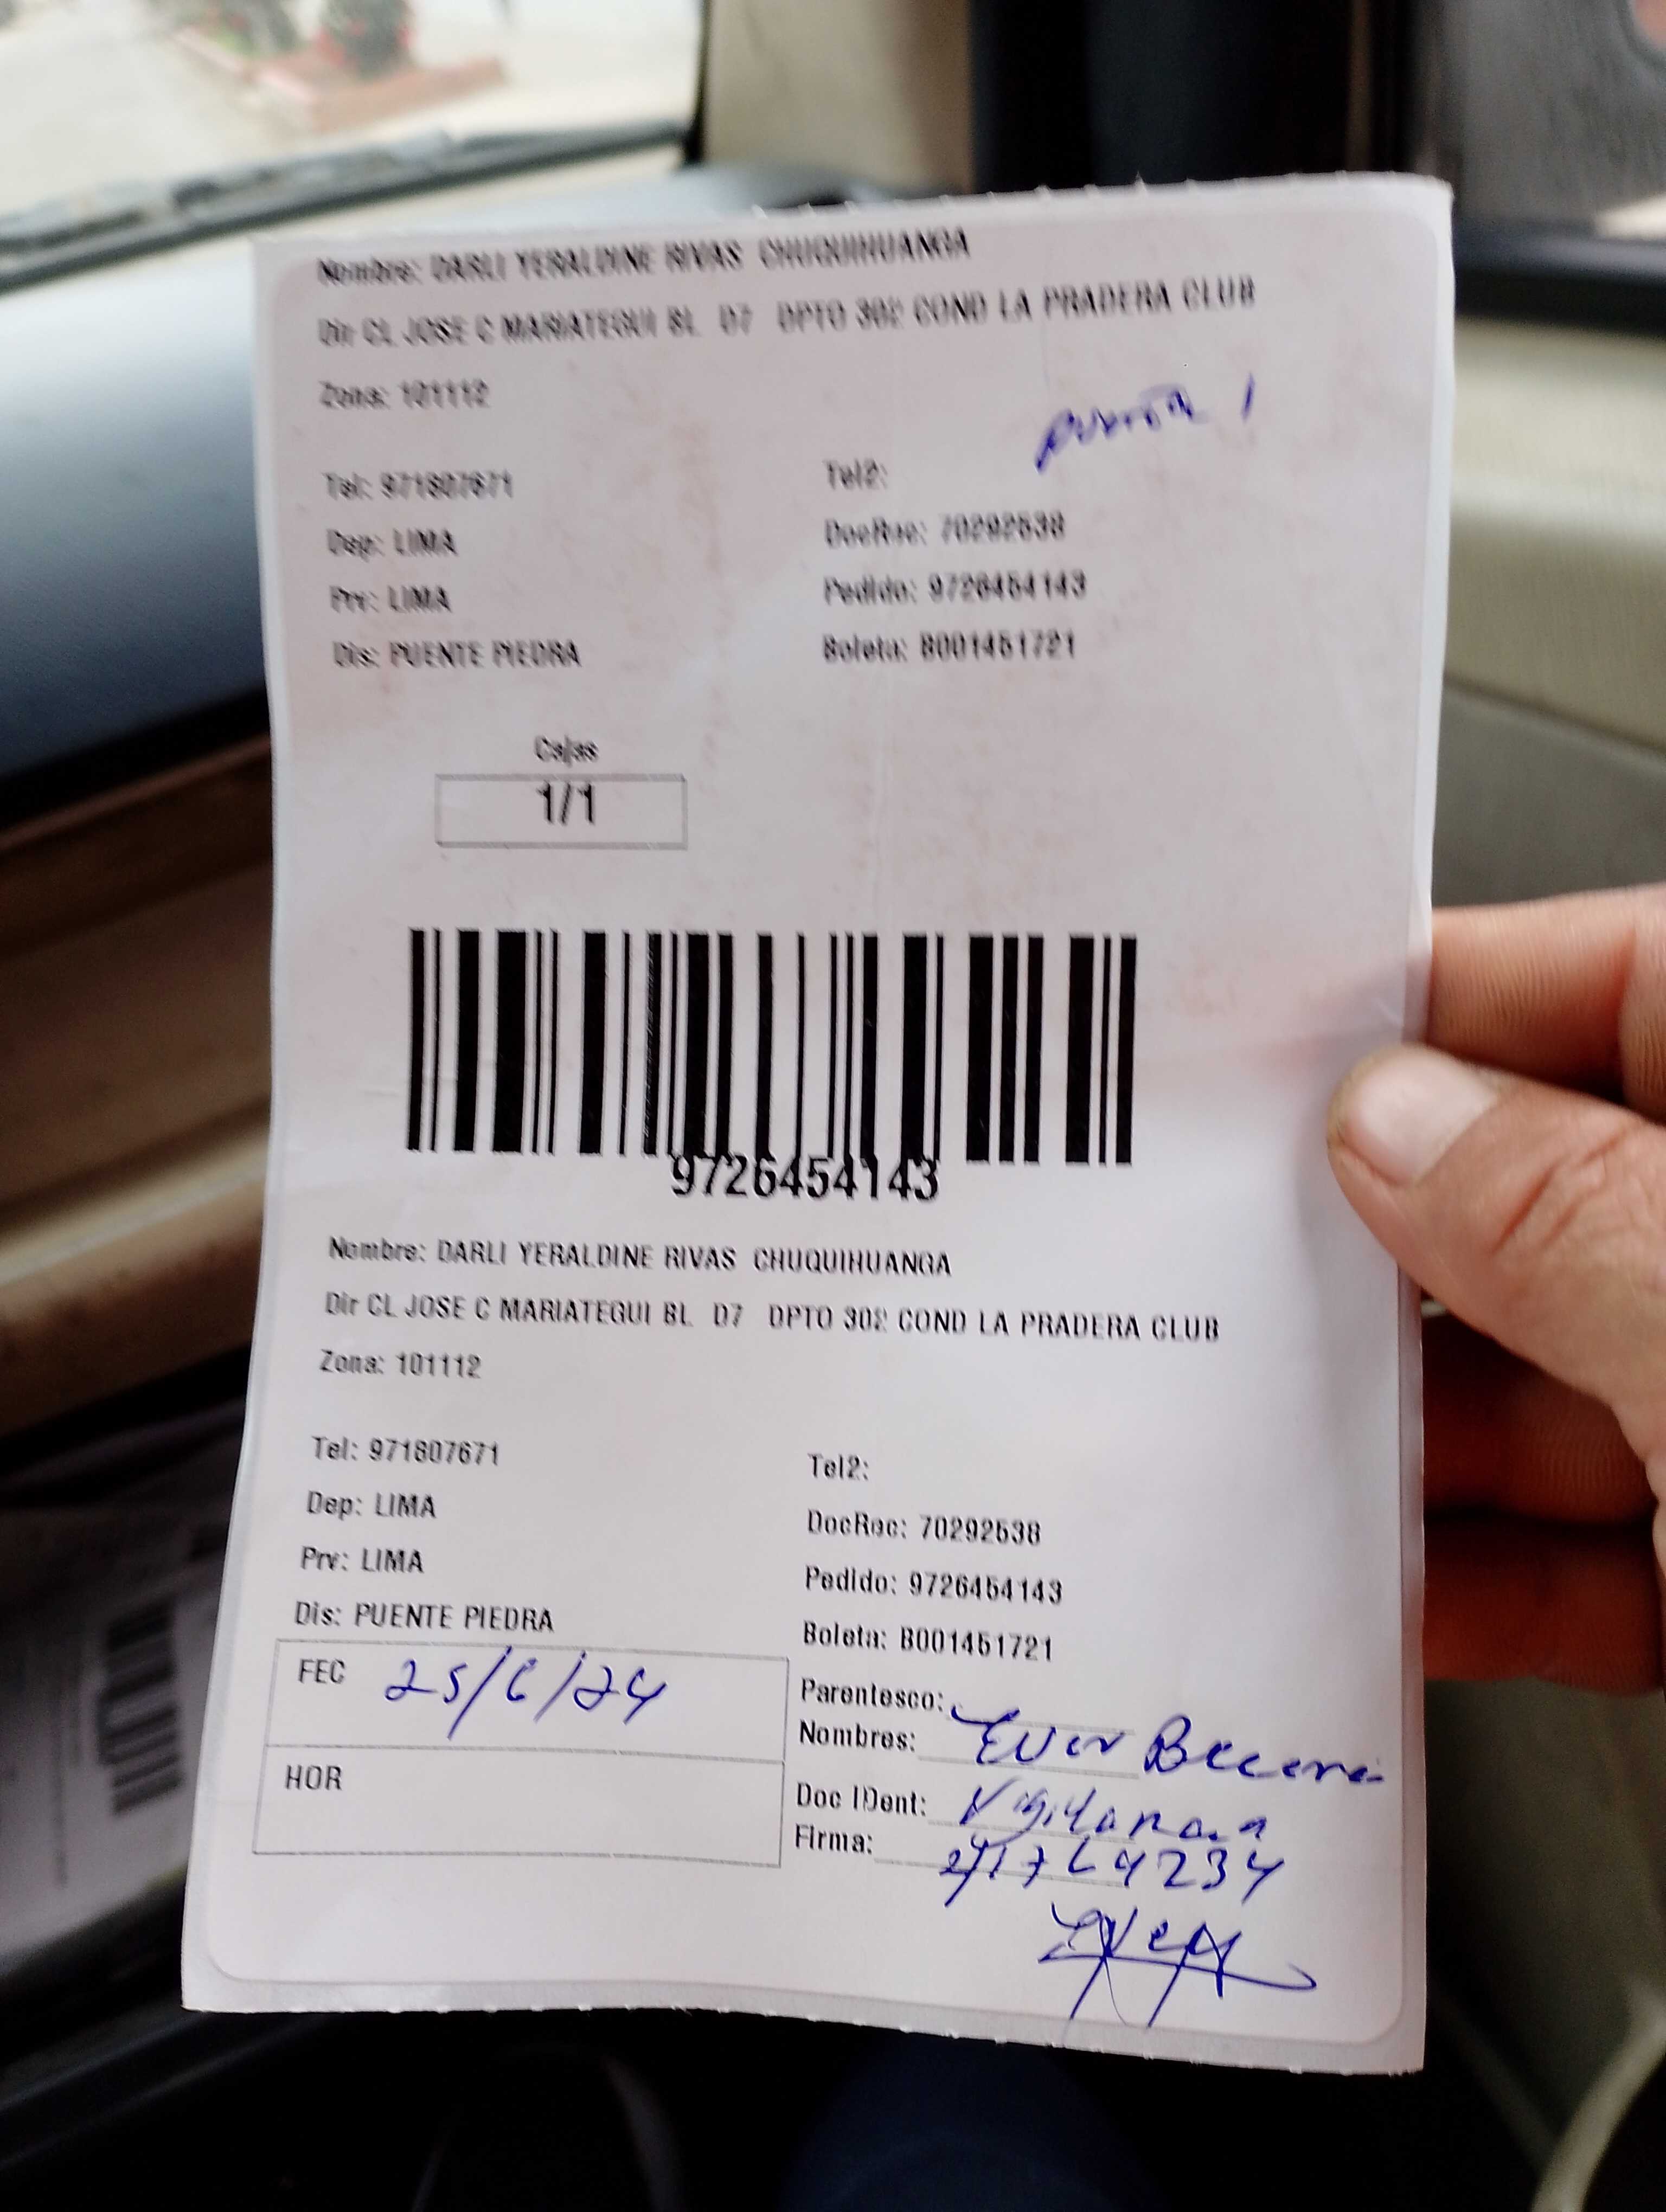 Nombre: DARLI YERALDINE RIVAS CHUQUIHUANGA
Dir CL JOSE C MARIATEGUI BL D7 DPTO 302 COND LA PRADERA CLUB
Zona: 101112
puerta 1
Tel: 971807671
Tel2:
Dep: LIMA
DocRec: 70292538
Prv: LIMA
Pedido: 9726454143
Dis: PUENTE PIEDRA
Boleta: B001451721
Cajas
1/1
9726454143
Nombre: DARLI YERALDINE RIVAS CHUQUIHUANGA
Dir CL JOSE C MARIATEGUI BL D7 DPTO 302 COND LA PRADERA CLUB
Zona: 101112
Tel: 971807671
Tel2:
Dep: LIMA
DocRec: 70292538
Prv: LIMA
Pedido: 9726454143
Dis: PUENTE PIEDRA
Boleta: B001451721
FEC 25/6/24
Parentesco:
Nombres: Ever
HOR
Doc IDent: Vigilancia
Firma: